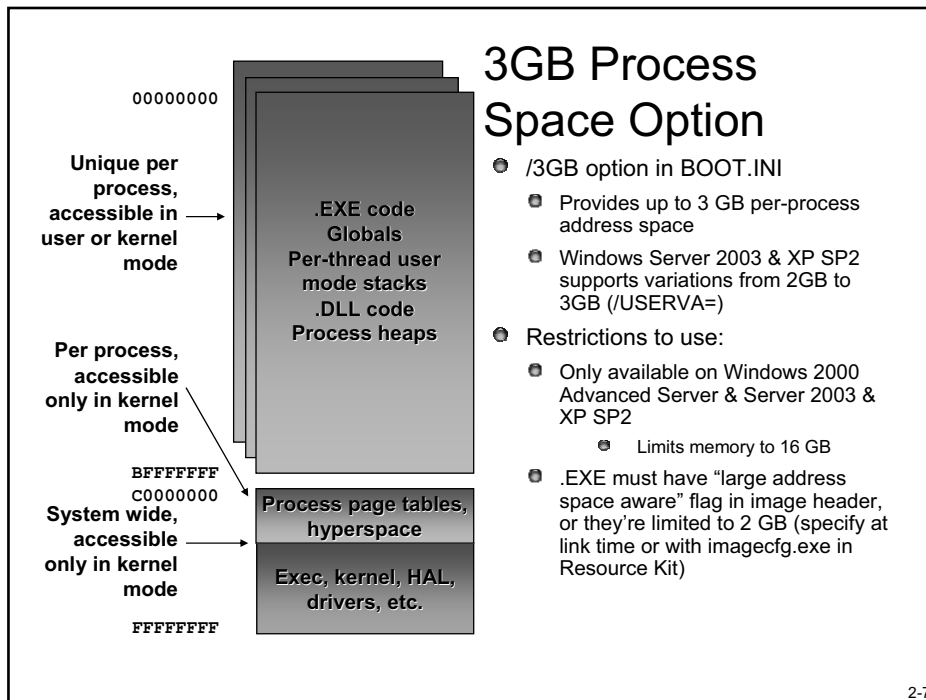 3GB Process
Space Option
00000000
Unique per
process,
accessible in
user or kernel
mode
.EXE code
Globals
Per-thread user
mode stacks
.DLL code
Process heaps
Per process,
accessible
only in kernel
mode
BFFFFFFF
C0000000
System wide,
accessible
only in kernel
mode
Process page tables,
hyperspace
Exec, kernel, HAL,
drivers, etc.
FFFFFFFF
/3GB option in BOOT.INI
Provides up to 3 GB per-process
address space
Windows Server 2003 & XP SP2
supports variations from 2GB to
3GB (/USERVA=)
Restrictions to use:
Only available on Windows 2000
Advanced Server & Server 2003 &
XP SP2
Limits memory to 16 GB
.EXE must have “large address
space aware” flag in image header,
or they’re limited to 2 GB (specify at
link time or with imagecfg.exe in
Resource Kit)
2-7